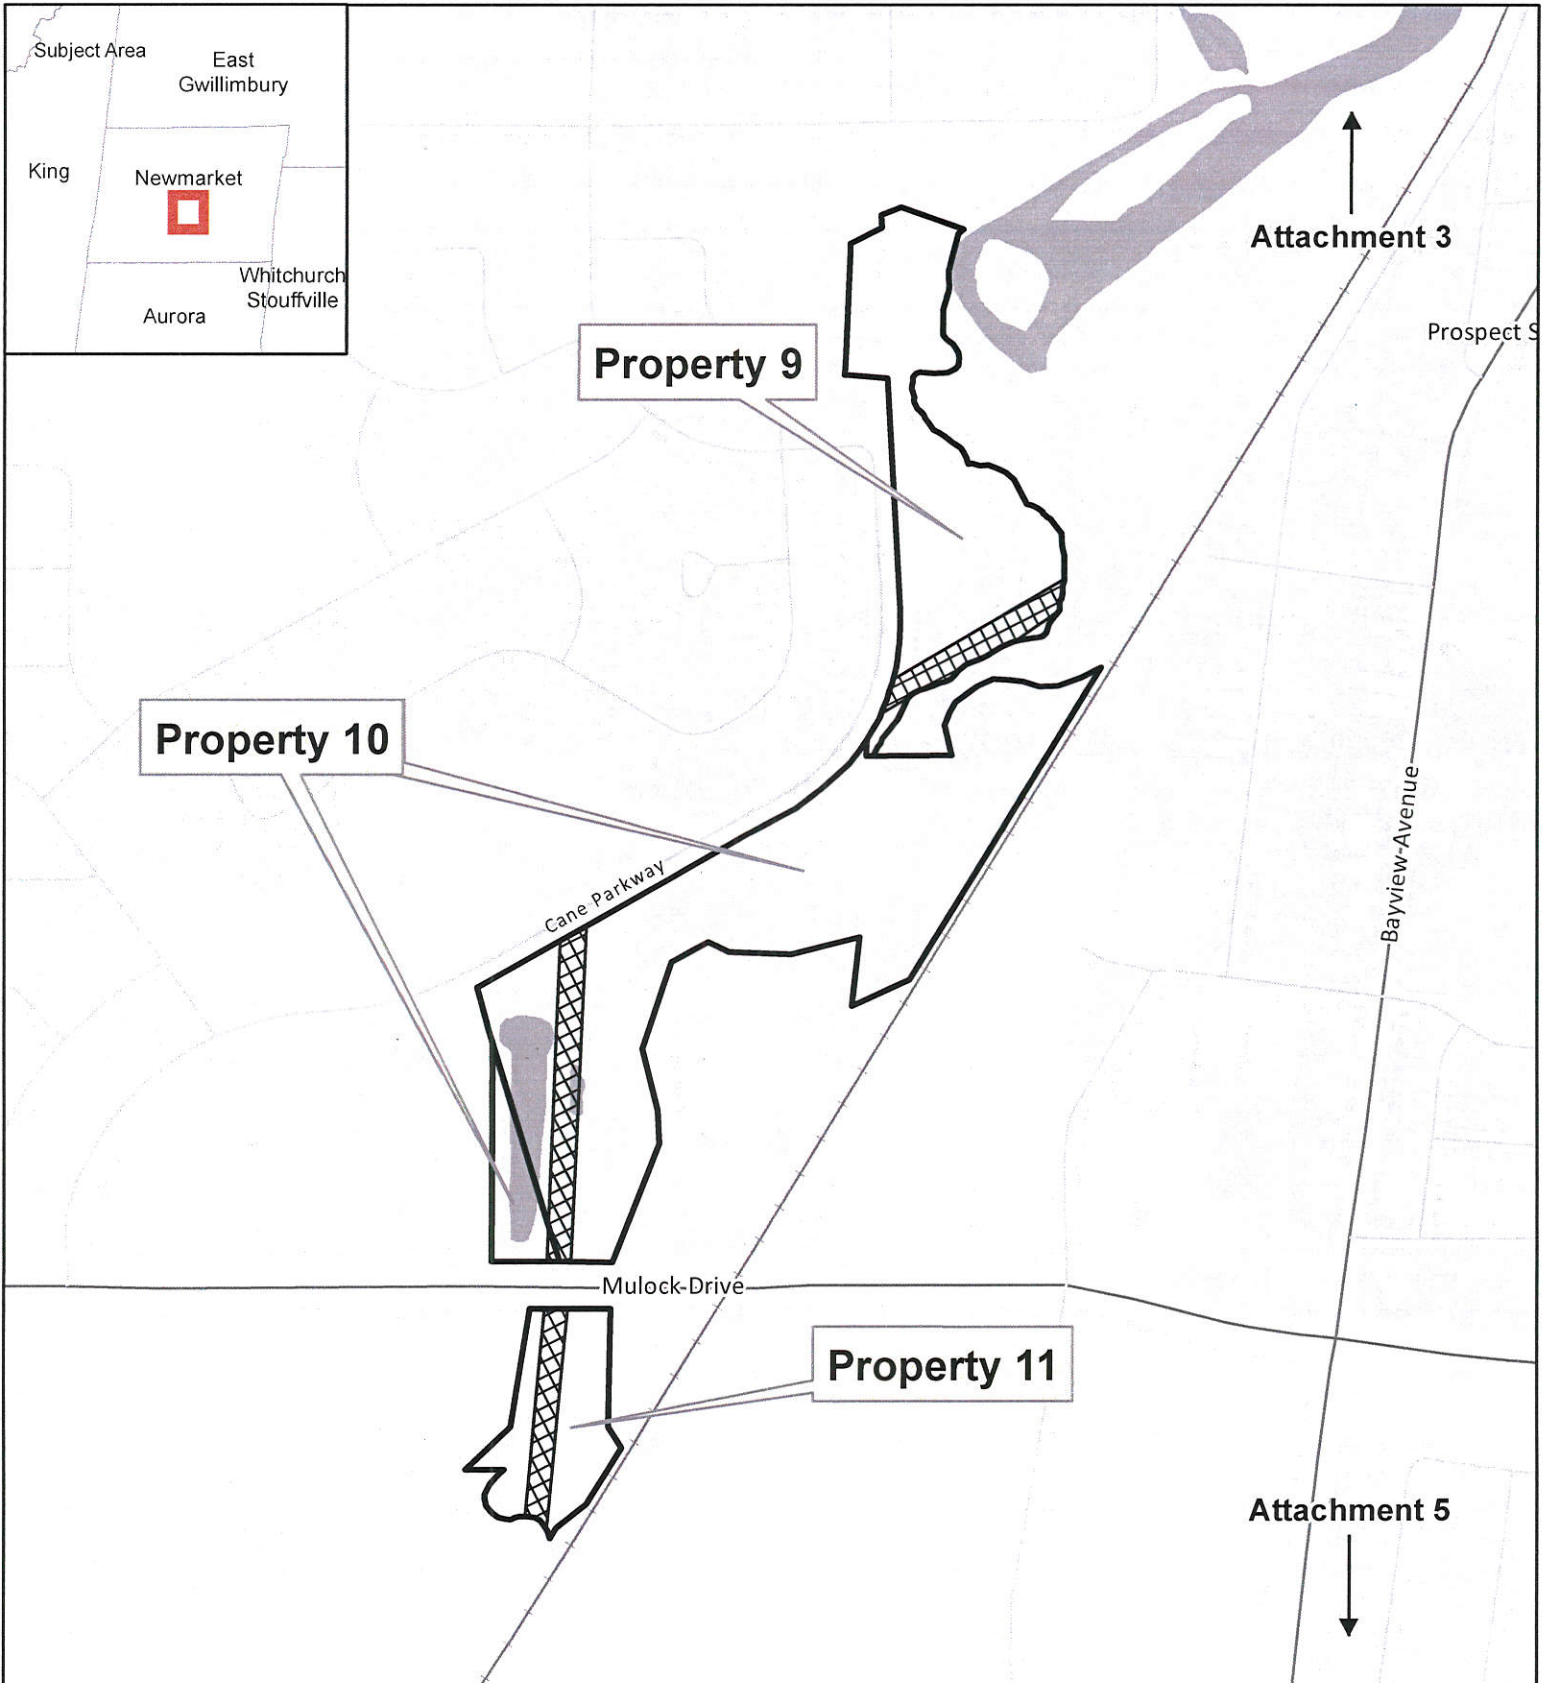 Subject Area
East
Gwillimbury
King
Newmarket
Whitchurch
Stouffville
Aurora
Attachment 3
Prospect S
Property 9
Property 10
Bayview Avenue
Cane Parkway
Mulock Drive
Property 11
Attachment 5